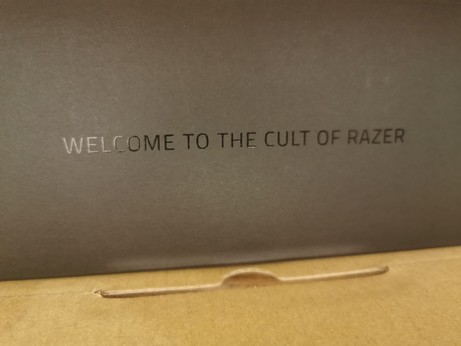 WELCOME TO THE CULT OF RAZER